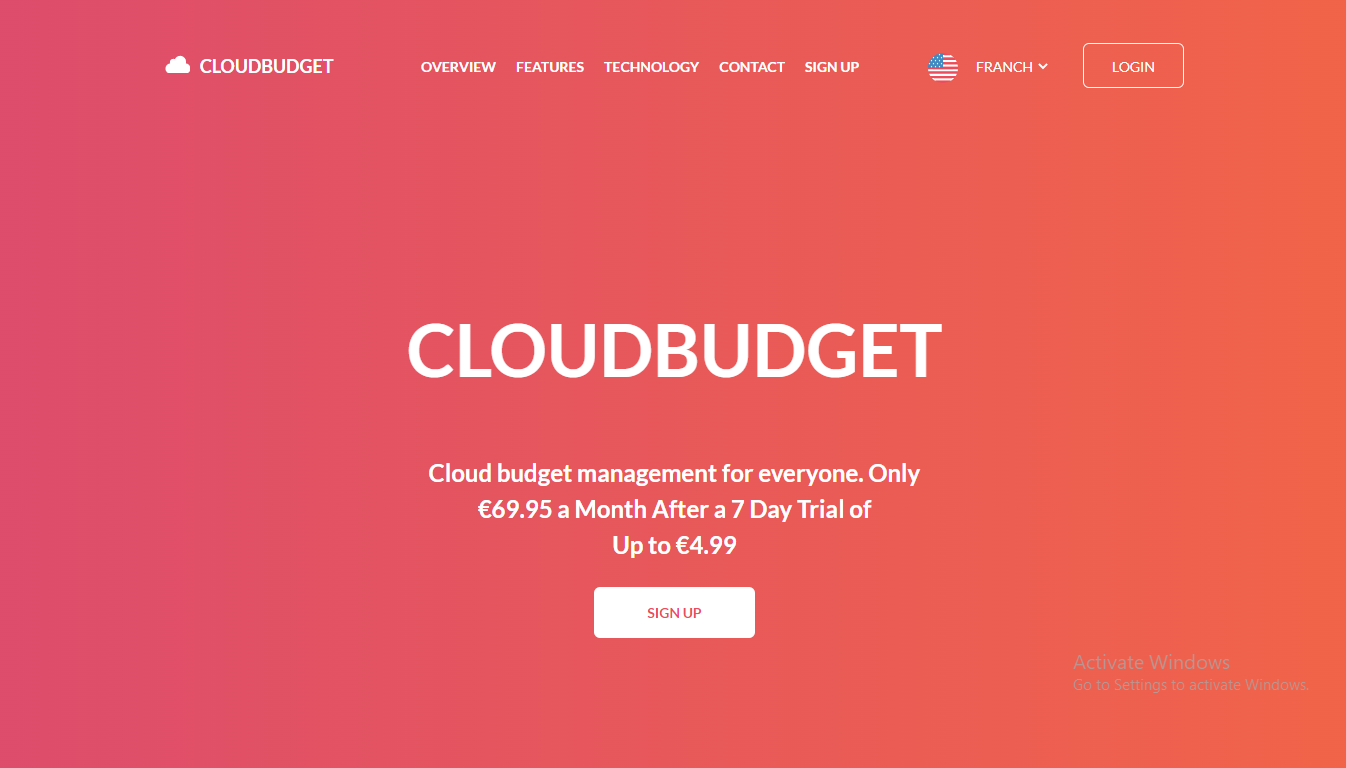 CLOUDBUDGET
OVERVIEW FEATURES TECHNOLOGY CONTACT SIGN UP
FRANCH
LOGIN
CLOUDBUDGET
Cloud budget management for everyone. Only
€69.95 a Month After a 7 Day Trial of
Up to €4.99
SIGN UP
Activate Windows
Go to Settings to activate Windows.